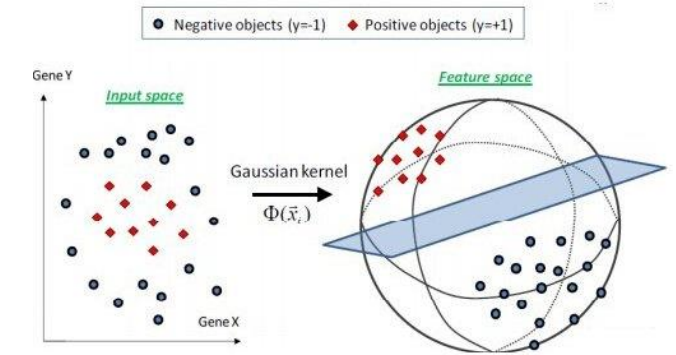 Negative objects (y=-1) Positive objects (y=+1)
Gene Y
Input space
Feature space
Gaussian kernel
Φ(x⃗ᵢ)
Gene X